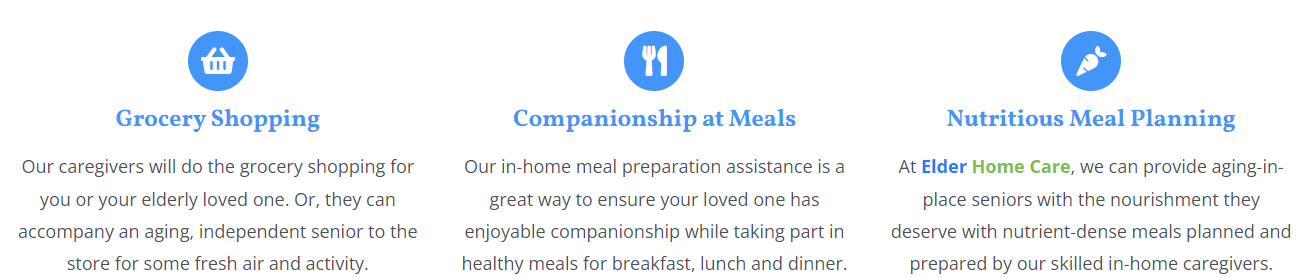 Grocery Shopping
Our caregivers will do the grocery shopping for
you or your elderly loved one. Or, they can
accompany an aging, independent senior to the
store for some fresh air and activity.
Companionship at Meals
Our in-home meal preparation assistance is a
great way to ensure your loved one has
enjoyable companionship while taking part in
healthy meals for breakfast, lunch and dinner.
Nutritious Meal Planning
At Elder Home Care, we can provide aging-in-
place seniors with the nourishment they
deserve with nutrient-dense meals planned and
prepared by our skilled in-home caregivers.